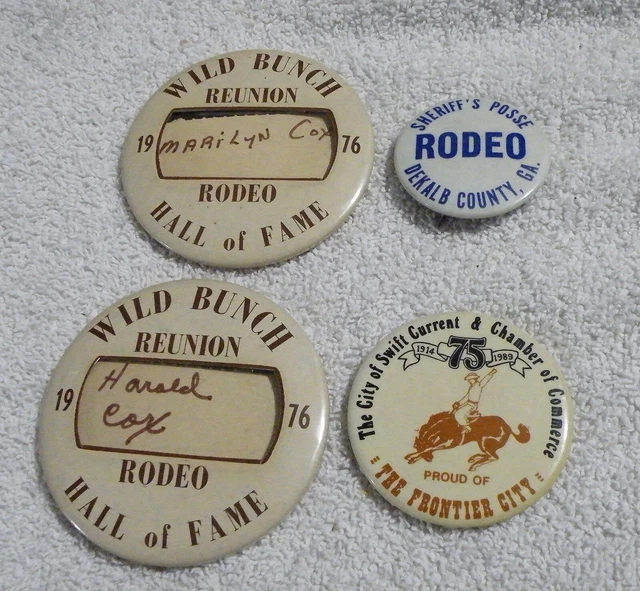 WILD BUNCH
REUNION
19 MARILYN Cox 76
RODEO
HALL of FAME
SHERIFF'S POSSE
RODEO
DEKALB COUNTY, GA.
WILD BUNCH
REUNION
19 Harold 76
Cox
RODEO
HALL of FAME
The City of Swift Current & Chamber of Commerce
1914 75 1989
PROUD OF
"THE FRONTIER CITY"